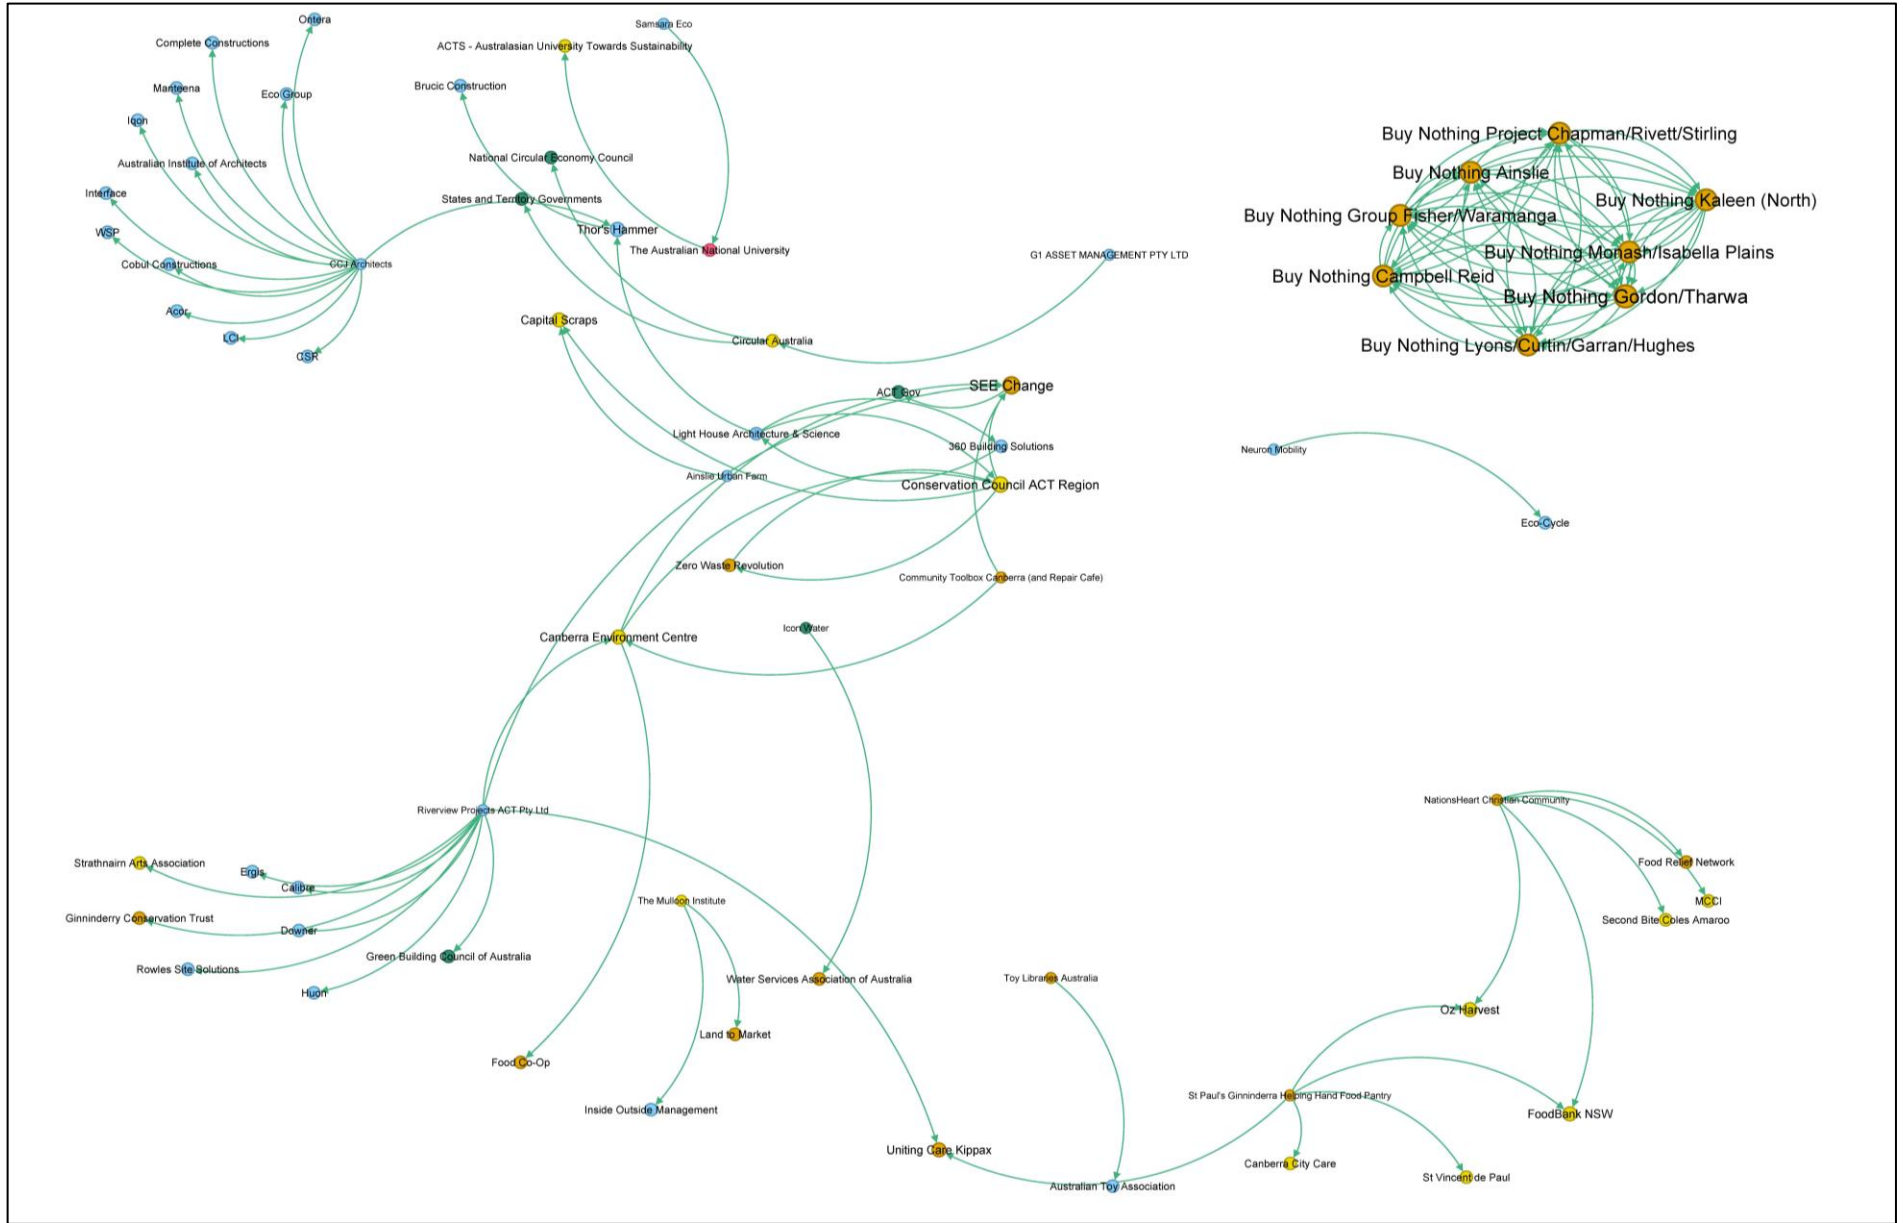 Ontera
Complete Constructions
Samsara Eco
ACTS - Australasian University Towards Sustainability
Manteena
Eco Group
Brucic Construction
Iqon
Buy Nothing Project Chapman/Rivett/Stirling
National Circular Economy Council
Australian Institute of Architects
Buy Nothing Ainslie
Interface
States and Territory Governments
Buy Nothing Kaleen (North)
Buy Nothing Group Fisher/Waramanga
WSP
Thor's Hammer
The Australian National University
Buy Nothing Monash/Isabella Plains
G1 ASSET MANAGEMENT PTY LTD
Cobul Constructions
CCJ Architects
Buy Nothing Campbell Reid
Buy Nothing Gordon/Tharwa
Acor
Capital Scraps
LCI
Circular Australia
Buy Nothing Lyons/Curtin/Garran/Hughes
CSR
SEE Change
ACT Gov
Light House Architecture & Science
360 Building Solutions
Neuron Mobility
Ainslie Urban Farm
Conservation Council ACT Region
Eco-Cycle
Zero Waste Revolution
Community Toolbox Canberra (and Repair Cafe)
Icon Water
Canberra Environment Centre
NationsHeart Christian Community
Riverview Projects ACT Pty Ltd
Strathnairn Arts Association
Food Relief Network
Ergis
Calibre
The Mulloon Institute
MCCI
Ginninderry Conservation Trust
Second Bite Coles Amaroo
Downer
Green Building Council of Australia
Rowles Site Solutions
Water Services Association of Australia
Toy Libraries Australia
Huon
Oz Harvest
Land to Market
Food Co-Op
St Paul's Ginninderra Helping Hand Food Pantry
Inside Outside Management
FoodBank NSW
Uniting Care Kippax
Canberra City Care
St Vincent de Paul
Australian Toy Association